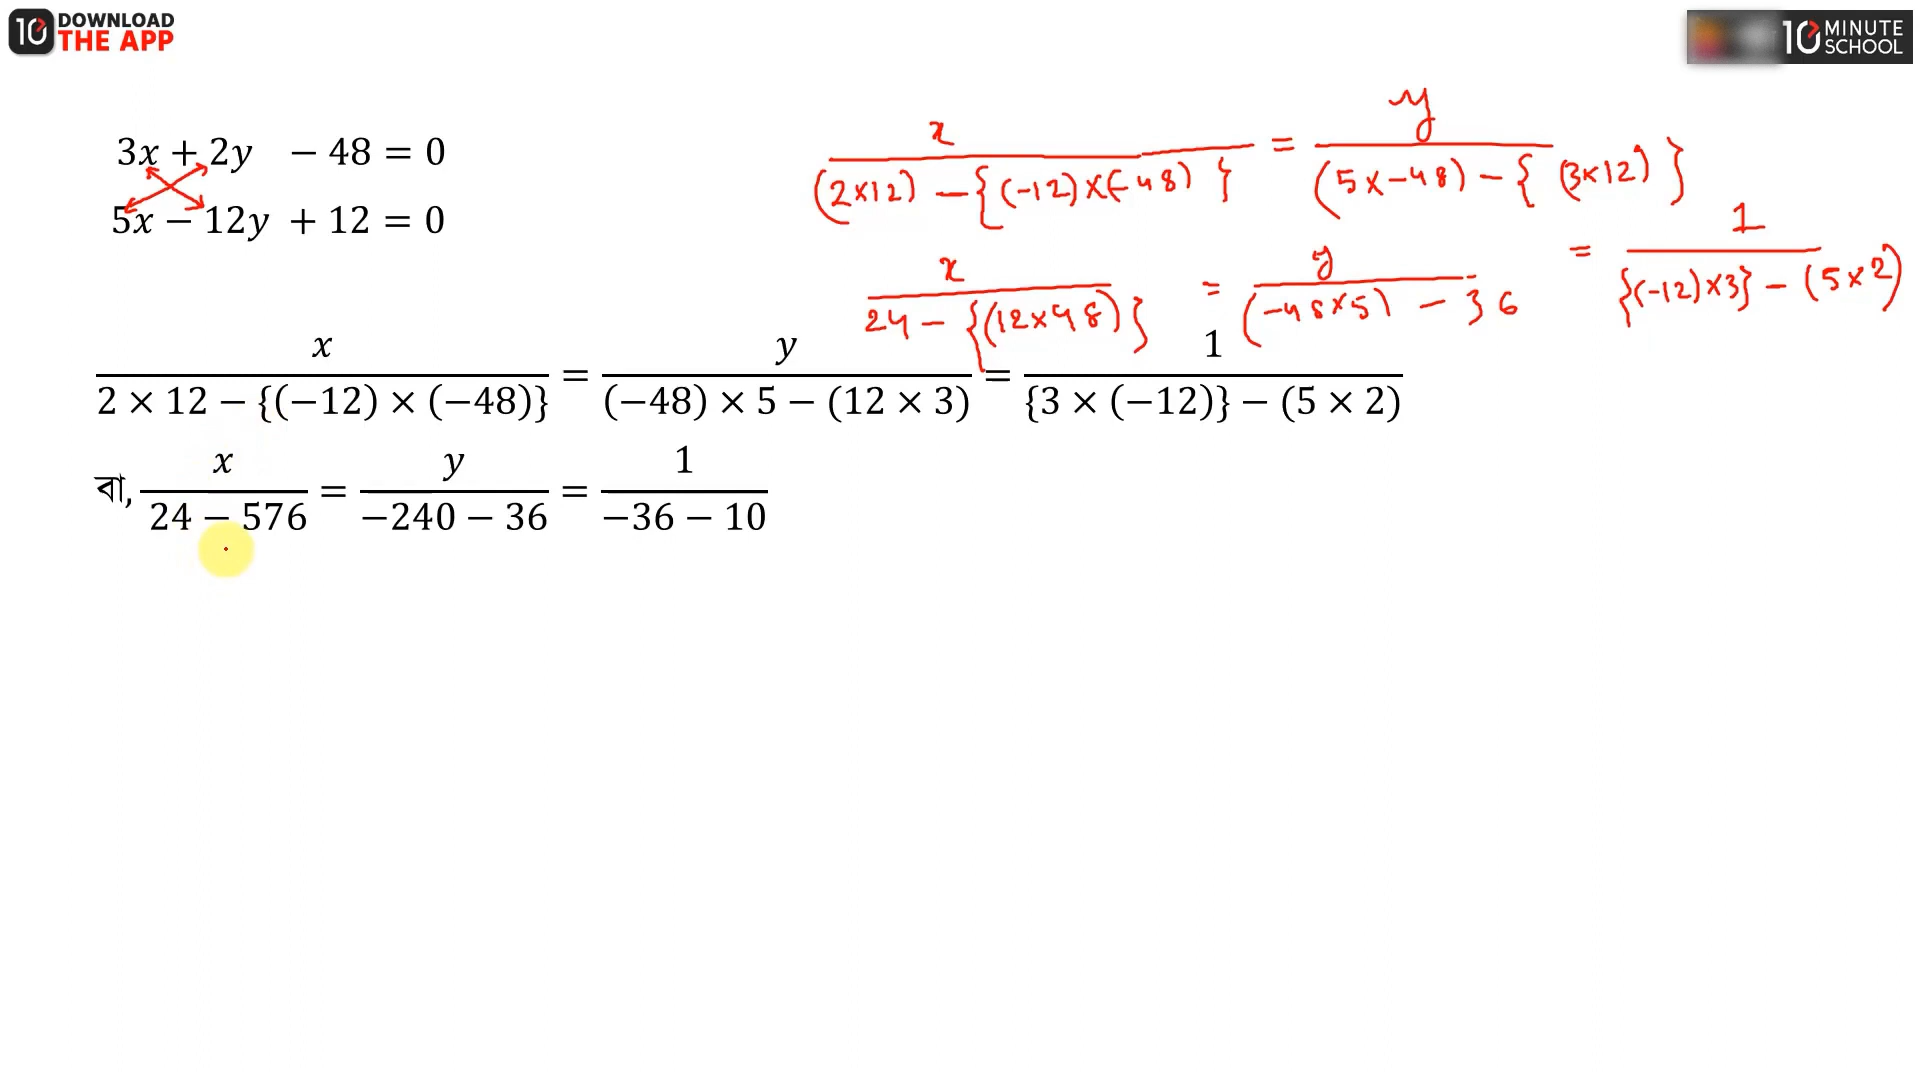 DOWNLOAD
THE APP
10 MINUTE
SCHOOL
3x + 2y − 48 = 0
5x − 12y + 12 = 0
x/((2×12) − {(-12)×(-48)}) = y/((5×-48) − {(3×12)})
= 1/({(-12)×3} − (5×2))
x/(24 − {(12×48)}) = y/((-48×5) − 36
x/(2 × 12 − {(−12) × (−48)}) = y/((−48) × 5 − (12 × 3)) = 1/({3 × (−12)} − (5 × 2))
বা, x/(24 − 576) = y/(−240 − 36) = 1/(−36 − 10)